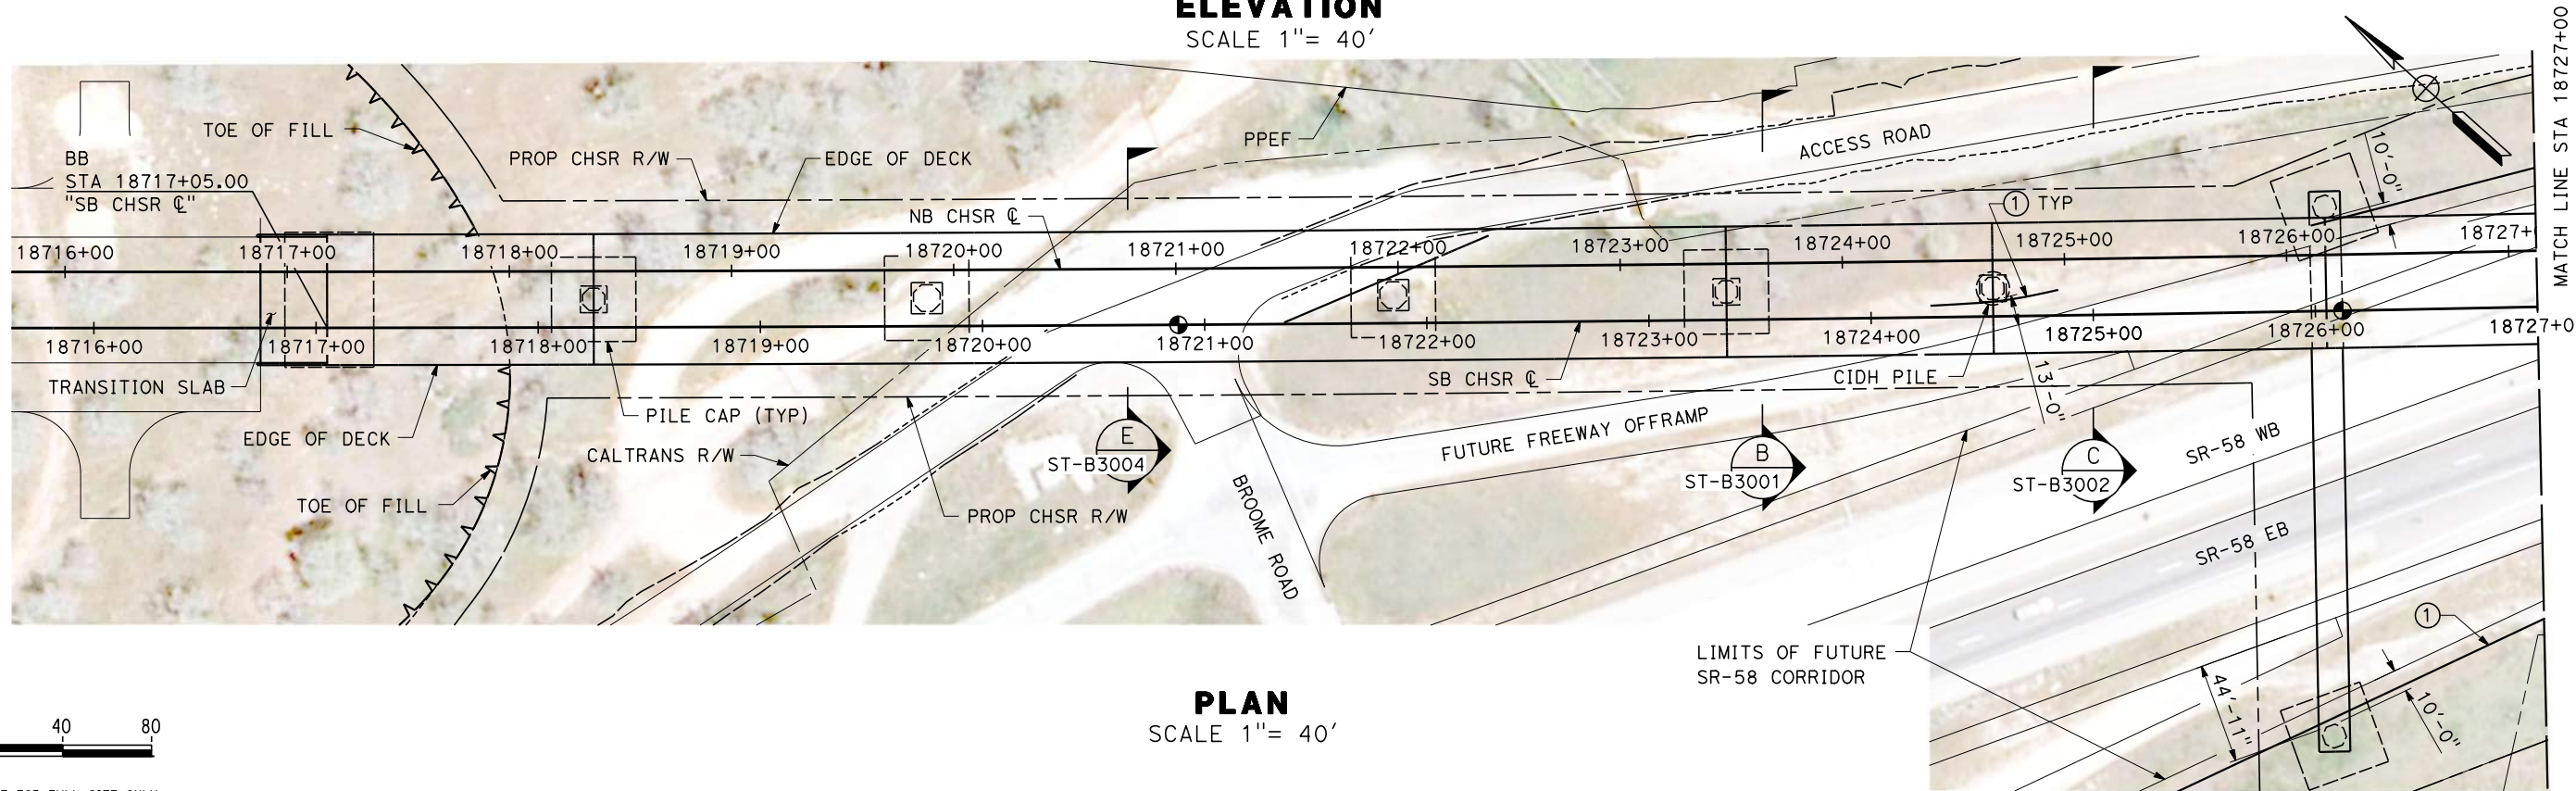 ELEVATION
SCALE 1"= 40'
MATCH LINE STA 18727+00
TOE OF FILL
BB
STA 18717+05.00
"SB CHSR ℄"
PROP CHSR R/W
EDGE OF DECK
PPEF
ACCESS ROAD
10'-0"
NB CHSR ℄
① TYP
18716+00
18717+00
18718+00
18719+00
18720+00
18721+00
18722+00
18723+00
18724+00
18725+00
18726+00
18727+
18716+00
18717+00
18718+00
18719+00
18720+00
18721+00
18722+00
18723+00
18724+00
18725+00
18726+00
18727+0
TRANSITION SLAB
SB CHSR ℄
CIDH PILE
13'-0"
PILE CAP (TYP)
EDGE OF DECK
CALTRANS R/W
E
ST-B3004
FUTURE FREEWAY OFFRAMP
B
ST-B3001
C
ST-B3002
SR-58 WB
TOE OF FILL
PROP CHSR R/W
BROOME ROAD
SR-58 EB
①
LIMITS OF FUTURE
SR-58 CORRIDOR
44'-11"
10'-0"
PLAN
SCALE 1"= 40'
40
80